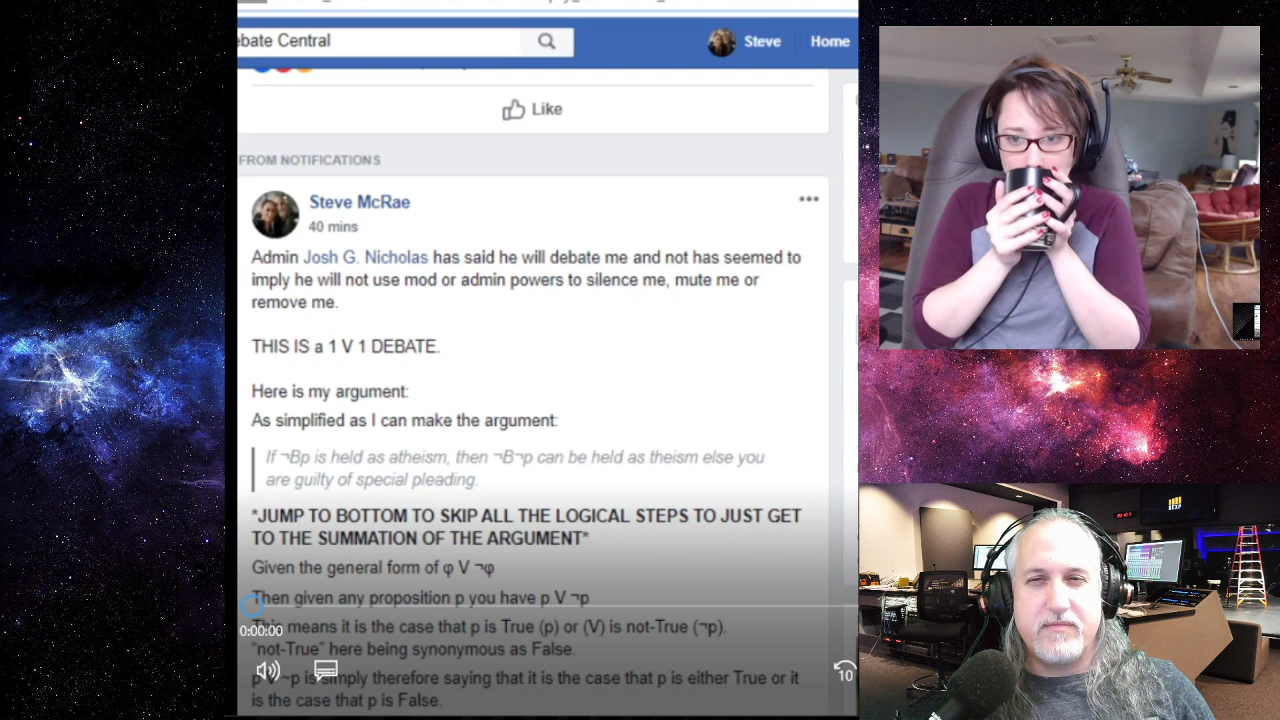 ebate Central
Steve
Home
Like
FROM NOTIFICATIONS
Steve McRae
40 mins
Admin Josh G. Nicholas has said he will debate me and not has seemed to
imply he will not use mod or admin powers to silence me, mute me or
remove me.
THIS IS a 1 V 1 DEBATE.
Here is my argument:
As simplified as I can make the argument:
If ¬Bp is held as atheism, then ¬B¬p can be held as theism else you
are guilty of special pleading.
*JUMP TO BOTTOM TO SKIP ALL THE LOGICAL STEPS TO JUST GET
TO THE SUMMATION OF THE ARGUMENT*
Given the general form of φ V ¬φ
Then given any proposition p you have p V ¬p
This means it is the case that p is True (p) or (V) is not-True (¬p).
0:00:00
"not-True" here being synonymous as False.
p V ¬p is simply therefore saying that it is the case that p is either True or it
is the case that p is False.
10